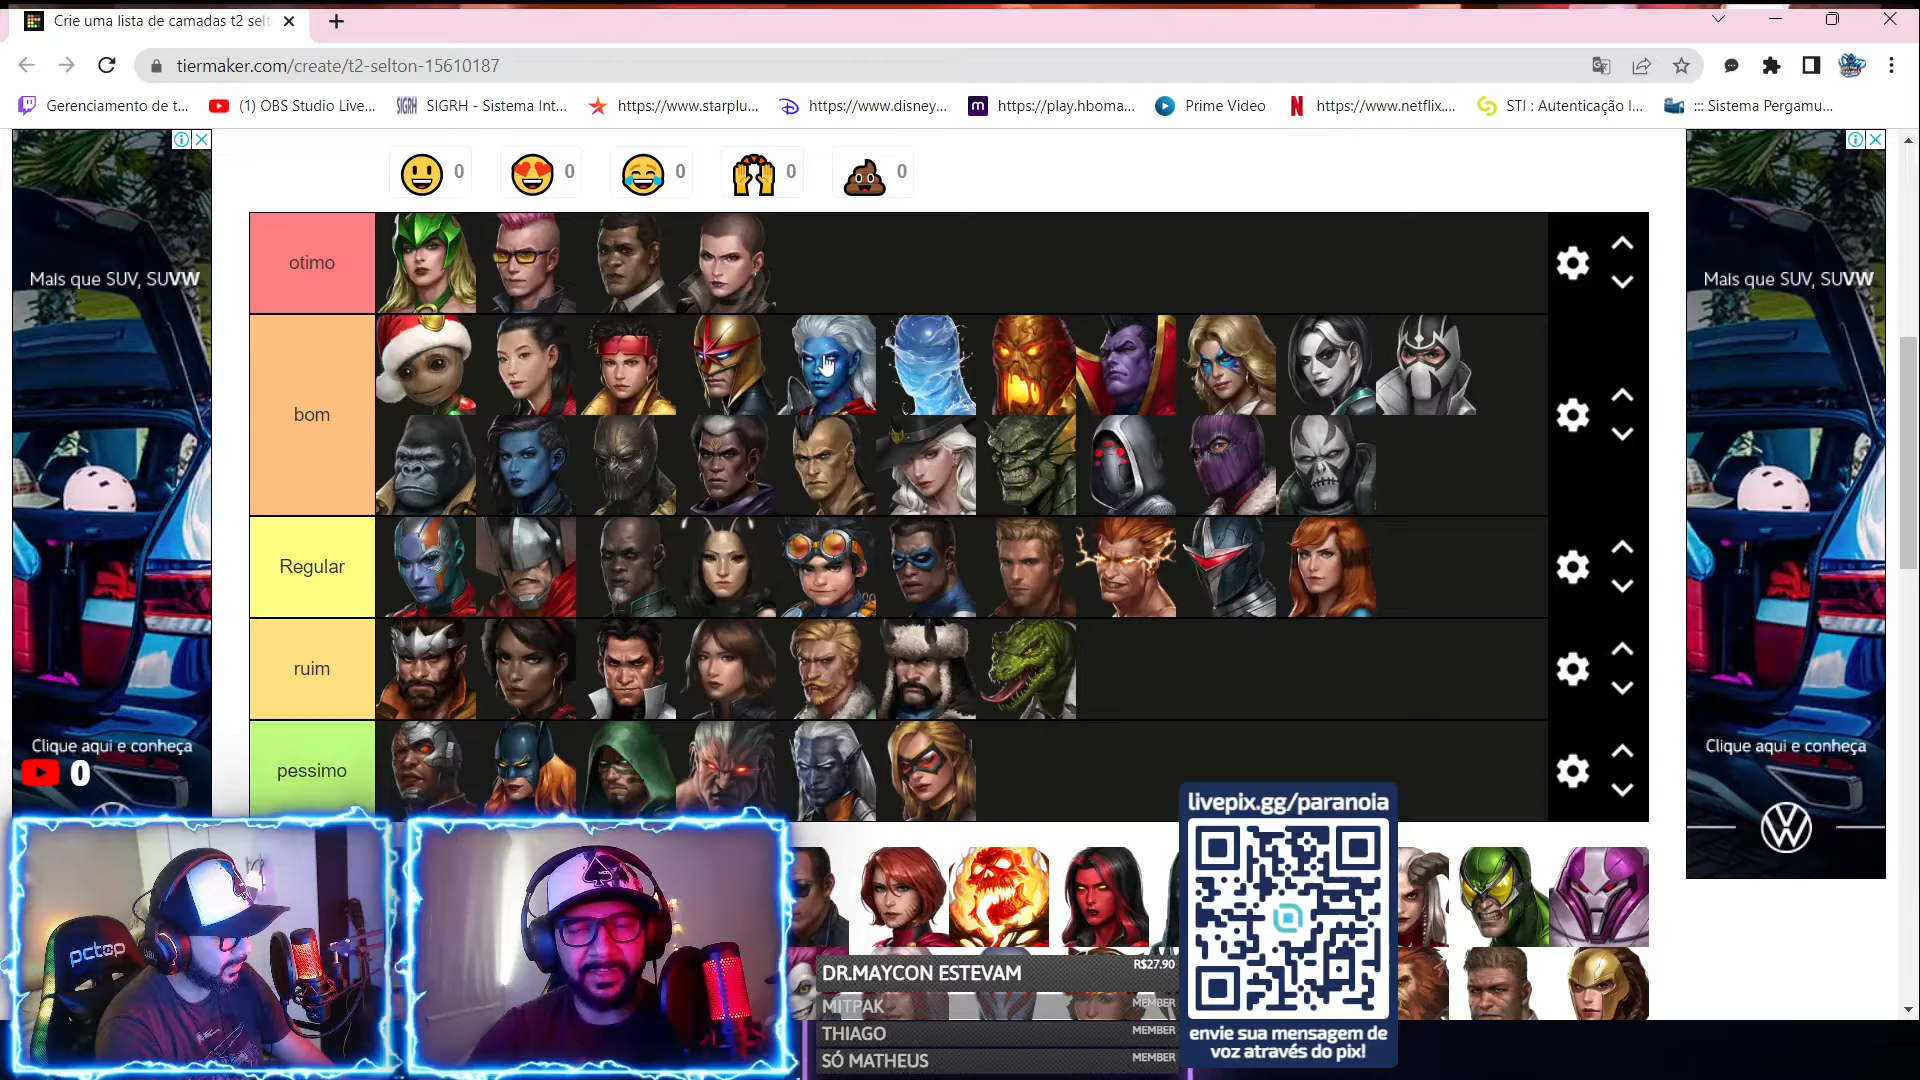 Crie uma lista de camadas t2 selt
tiermaker.com/create/t2-selton-15610187
Gerenciamento de t...
(1) OBS Studio Live...
SIGRH
SIGRH - Sistema Int...
https://www.starplu...
https://www.disney...
m
https://play.hboma...
Prime Video
N
https://www.netflix....
STI : Autenticação I...
::: Sistema Pergamu...
0
0
0
0
0
Mais que SUV, SUVW
Clique aqui e conheça
0
otimo
bom
Regular
ruim
pessimo
Mais que SUV, SUVW
Clique aqui e conheça
pctop
livepix.gg/paranoia
envie sua mensagem de
voz através do pix!
DR.MAYCON ESTEVAM
R$27.90
MITPAK
MEMBER
THIAGO
MEMBER
SÓ MATHEUS
MEMBER